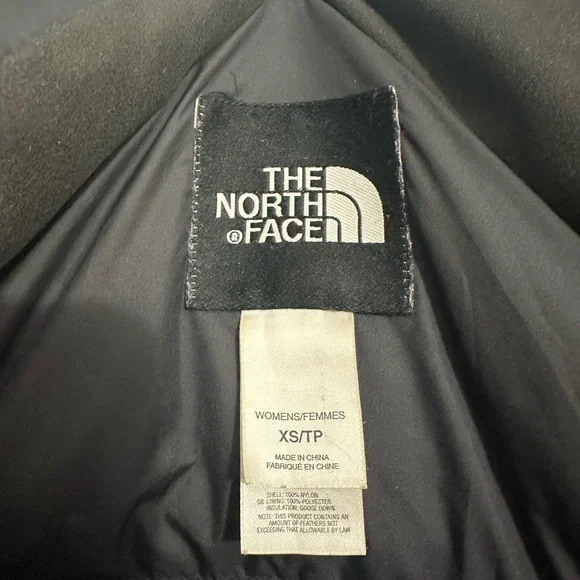 THE
NORTH
®FACE
WOMENS/FEMMES
XS/TP
MADE IN CHINA
FABRIQUÉ EN CHINE
SHELL: 100% NYLON
GB LINING: 100% POLYESTER
INSULATION: GOOSE DOWN
NOTE: THIS PRODUCT CONTAINS AN
AMOUNT OF FEATHERS NOT
EXCEEDING THAT ALLOWABLE BY LAW